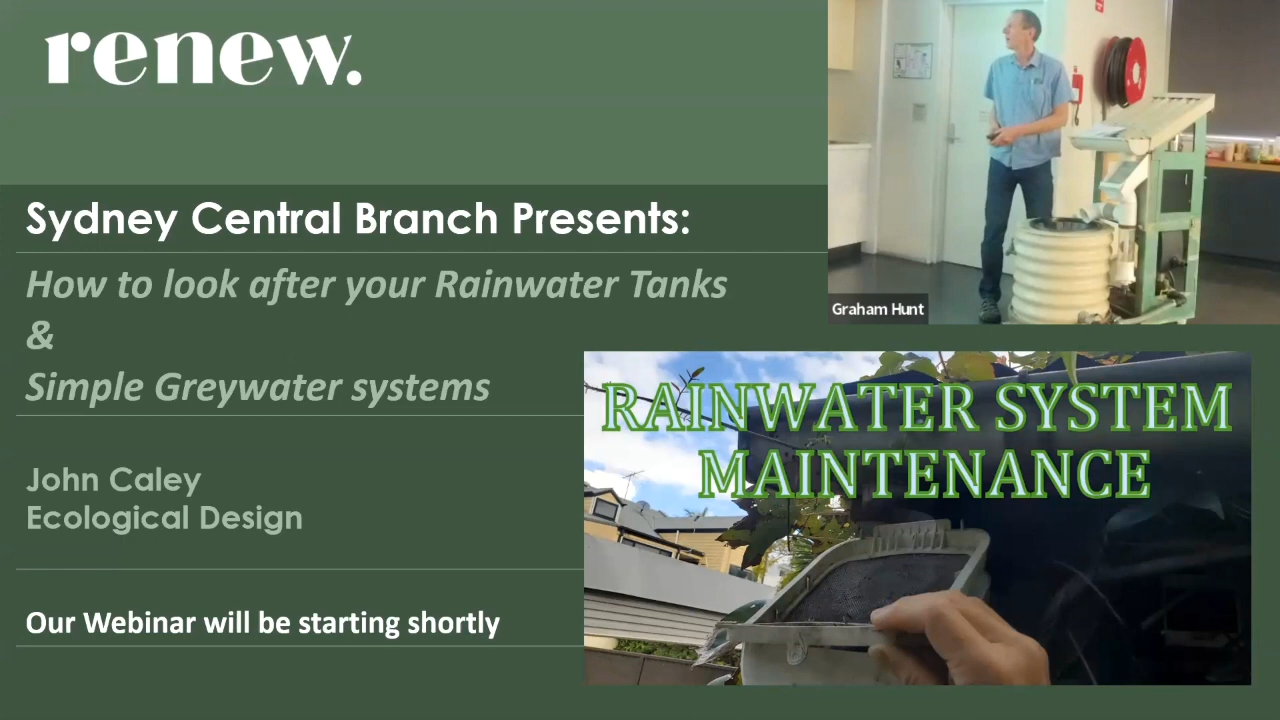 renew.
Sydney Central Branch Presents:
How to look after your Rainwater Tanks
&
Simple Greywater systems
John Caley
Ecological Design
Our Webinar will be starting shortly
Graham Hunt
RAINWATER SYSTEM
MAINTENANCE